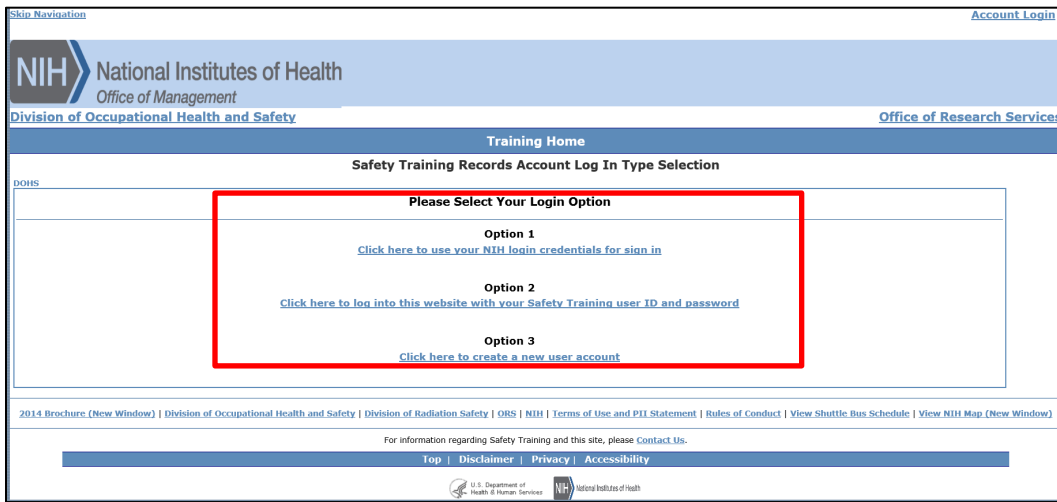 Skip Navigation Account Login
NIH National Institutes of Health
Office of Management
Division of Occupational Health and Safety Office of Research Services
Training Home
Safety Training Records Account Log In Type Selection
DOHS
Please Select Your Login Option
Option 1
Click here to use your NIH login credentials for sign in
Option 2
Click here to log into this website with your Safety Training user ID and password
Option 3
Click here to create a new user account
2014 Brochure (New Window) | Division of Occupational Health and Safety | Division of Radiation Safety | ORS | NIH | Terms of Use and PII Statement | Rules of Conduct | View Shuttle Bus Schedule | View NIH Map (New Window)
For information regarding Safety Training and this site, please Contact Us.
Top | Disclaimer | Privacy | Accessibility
U.S. Department of
Health & Human Services NIH National Institutes of Health